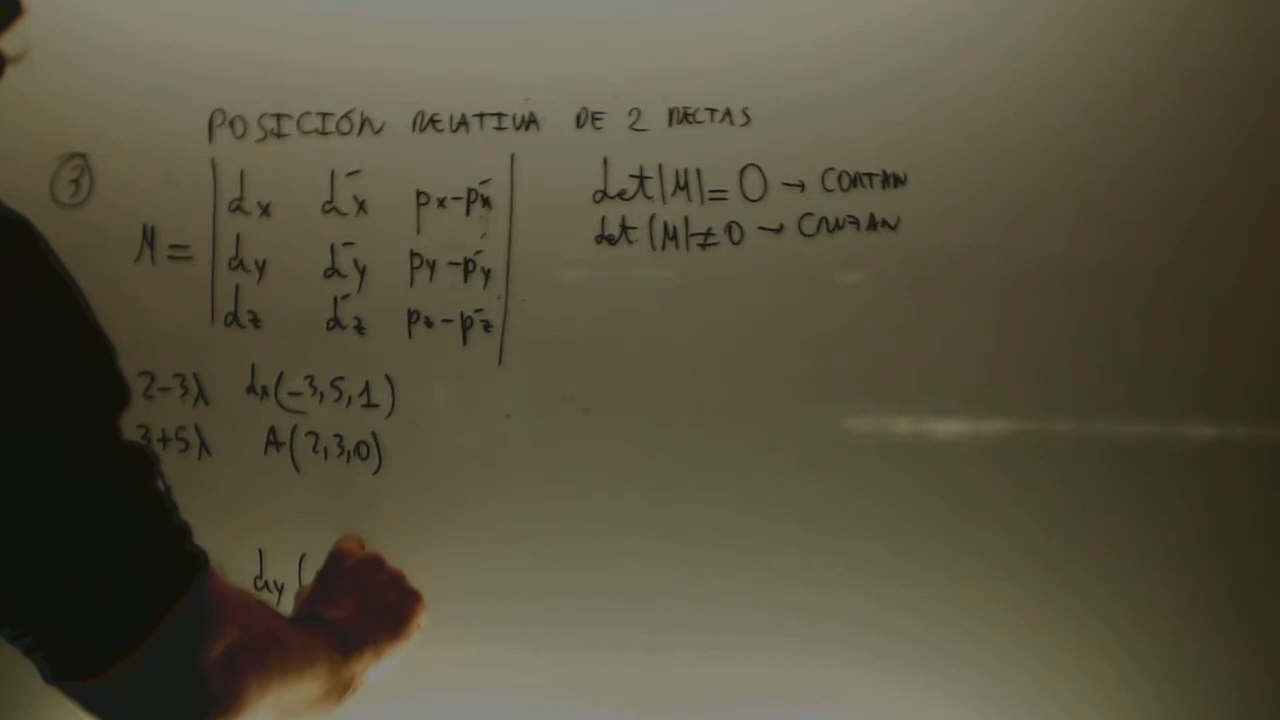 POSICIÓN RELATIVA DE 2 RECTAS
③
M = | dx d'x px-p'x |
| dy d'y py-p'y |
| dz d'z pz-p'z |
det|M| = 0 → CORTAN
det|M| ≠ 0 → CRUZAN
2-3λ dx(-3,5,1)
3+5λ A(2,3,0)
dy(